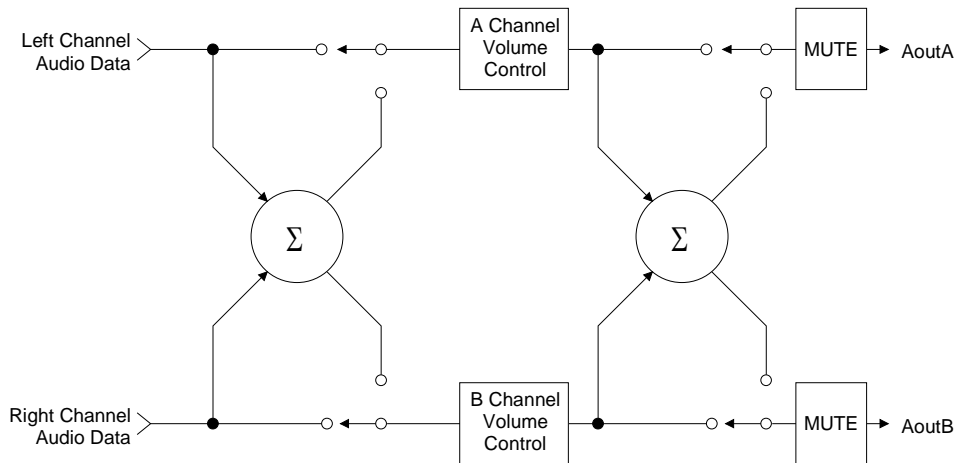 Left Channel
Audio Data
A Channel
Volume
Control
MUTE
AoutA
Σ
Σ
Right Channel
Audio Data
B Channel
Volume
Control
MUTE
AoutB